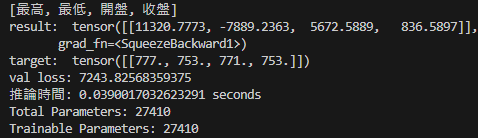 [最高, 最低, 開盤, 收盤]
result:  tensor([[11320.7773, -7889.2363,  5672.5889,   836.5897]],
       grad_fn=<SqueezeBackward1>)
target:  tensor([[777., 753., 771., 753.]])
val loss: 7243.82568359375
推論時間: 0.0390017032623291 seconds
Total Parameters: 27410
Trainable Parameters: 27410